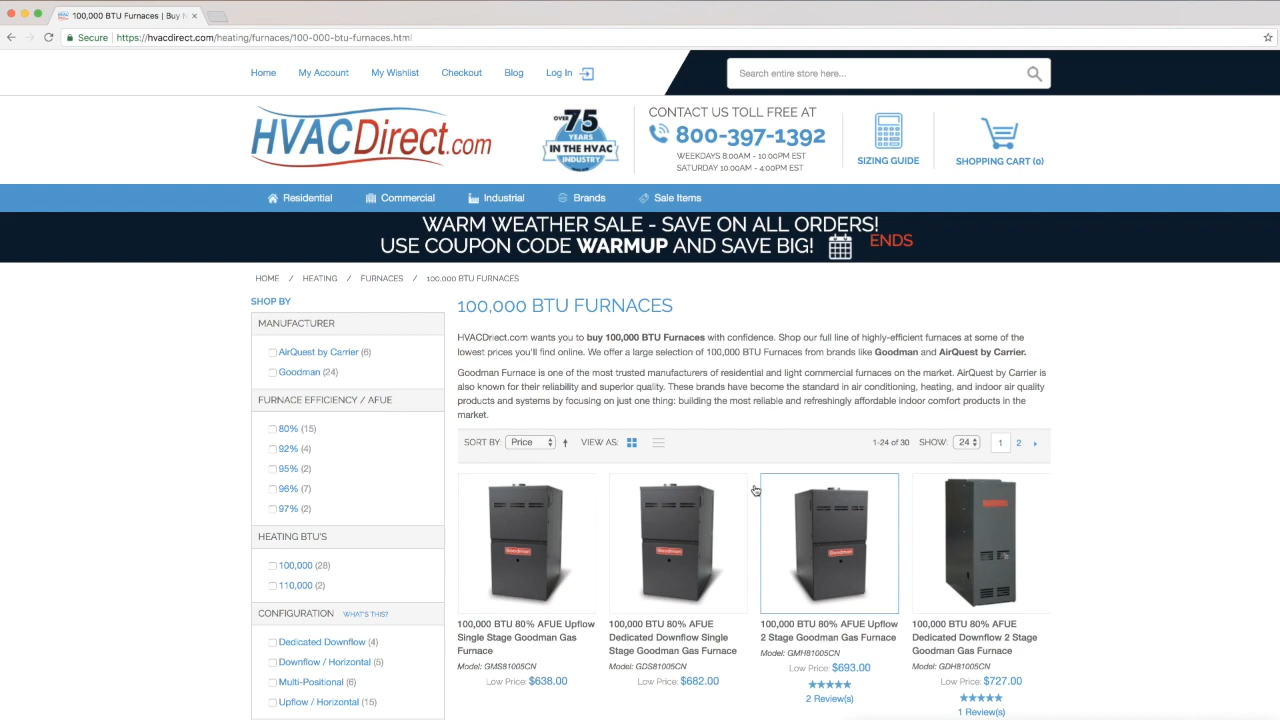 100,000 BTU Furnaces | Buy
Secure https://hvacdirect.com/heating/furnaces/100-000-btu-furnaces.html
Home My Account My Wishlist Checkout Blog Log In
Search entire store here...
HVACDirect.com
OVER 75 YEARS IN THE HVAC INDUSTRY
CONTACT US TOLL FREE AT
800-397-1392
WEEKDAYS 8:00AM - 10:00PM EST
SATURDAY 10:00AM - 4:00PM EST
SIZING GUIDE
SHOPPING CART (0)
Residential Commercial Industrial Brands Sale Items
WARM WEATHER SALE - SAVE ON ALL ORDERS!
USE COUPON CODE WARMUP AND SAVE BIG! ENDS
HOME / HEATING / FURNACES / 100,000 BTU FURNACES
SHOP BY
MANUFACTURER
AirQuest by Carrier (6)
Goodman (24)
FURNACE EFFICIENCY / AFUE
80% (15)
92% (4)
95% (2)
96% (7)
97% (2)
HEATING BTU'S
100,000 (28)
110,000 (2)
CONFIGURATION WHAT'S THIS?
Dedicated Downflow (4)
Downflow / Horizontal (5)
Multi-Positional (6)
Upflow / Horizontal (15)
100,000 BTU FURNACES
HVACDriect.com wants you to buy 100,000 BTU Furnaces with confidence. Shop our full line of highly-efficient furnaces at some of the
lowest prices you'll find online. We offer a large selection of 100,000 BTU Furnaces from brands like Goodman and AirQuest by Carrier.
Goodman Furnace is one of the most trusted manufacturers of residential and light commercial furnaces on the market. AirQuest by Carrier is
also known for their reliability and superior quality. These brands have become the standard in air conditioning, heating, and indoor air quality
products and systems by focusing on just one thing: building the most reliable and refreshingly affordable indoor comfort products in the
market.
SORT BY: Price VIEW AS: 1-24 of 30 SHOW: 24 1 2
Goodman
100,000 BTU 80% AFUE Upflow
Single Stage Goodman Gas
Furnace
Model: GMS81005CN
Low Price: $638.00
Goodman
100,000 BTU 80% AFUE
Dedicated Downflow Single
Stage Goodman Gas Furnace
Model: GDS81005CN
Low Price: $682.00
Goodman
100,000 BTU 80% AFUE Upflow
2 Stage Goodman Gas Furnace
Model: GMH81005CN
Low Price: $693.00
2 Review(s)
100,000 BTU 80% AFUE
Dedicated Downflow 2 Stage
Goodman Gas Furnace
Model: GDH81005CN
Low Price: $727.00
1 Review(s)